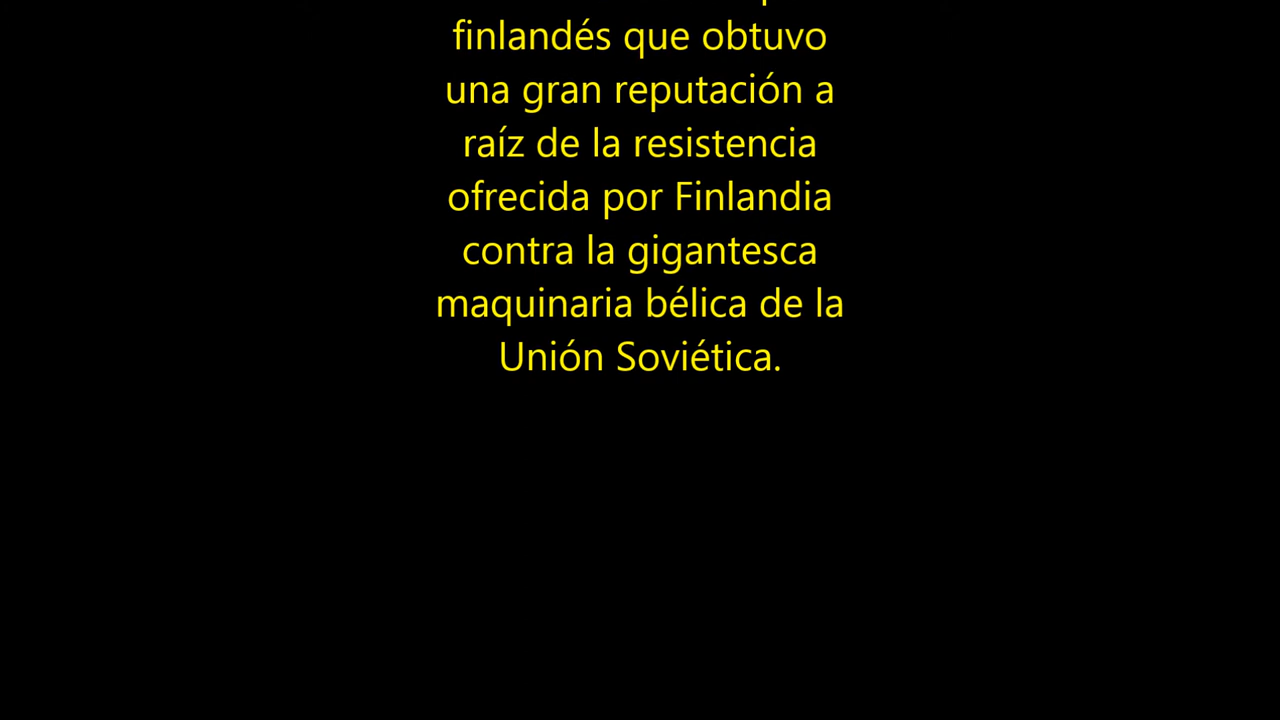 finlandés que obtuvo
una gran reputación a
raíz de la resistencia
ofrecida por Finlandia
contra la gigantesca
maquinaria bélica de la
Unión Soviética.